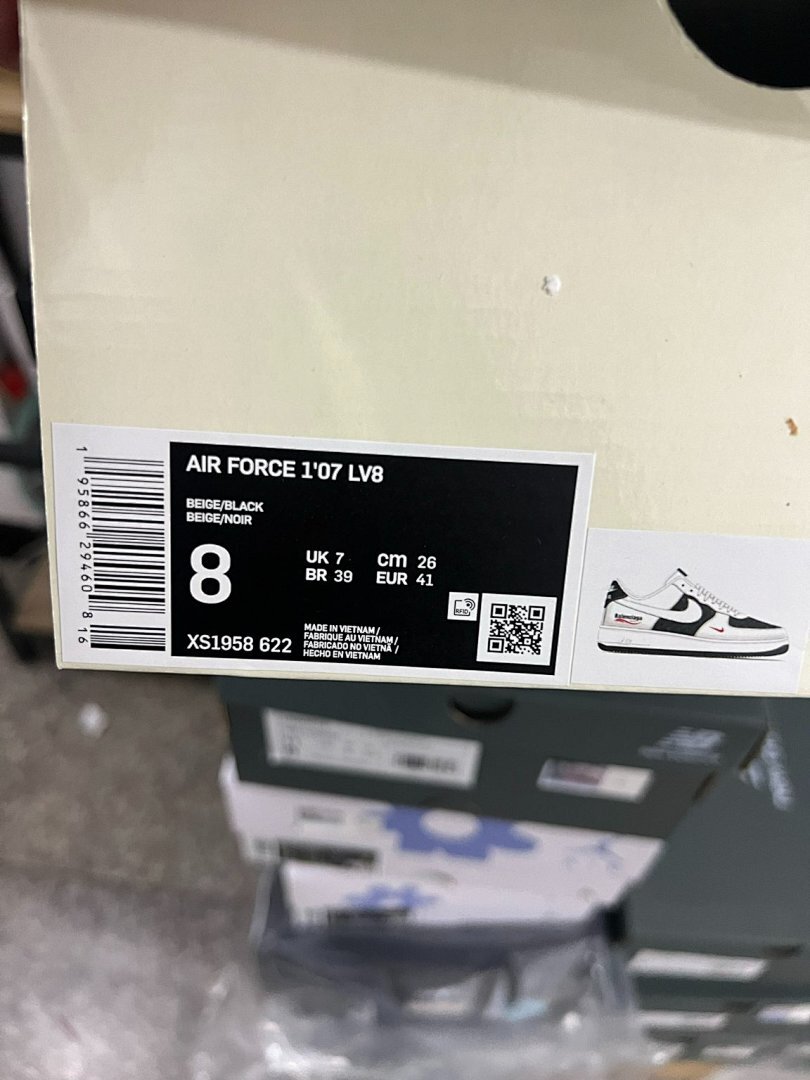 AIR FORCE 1'07 LV8
BEIGE/BLACK
BEIGE/NOIR
8
UK 7 cm 26
BR 39 EUR 41
RFID
XS1958 622
MADE IN VIETNAM /
FABRIQUE AU VIETNAM /
FABRICADO NO VIETNÃ /
HECHO EN VIETNAM
1 95866 29460 8 16
Balenciaga